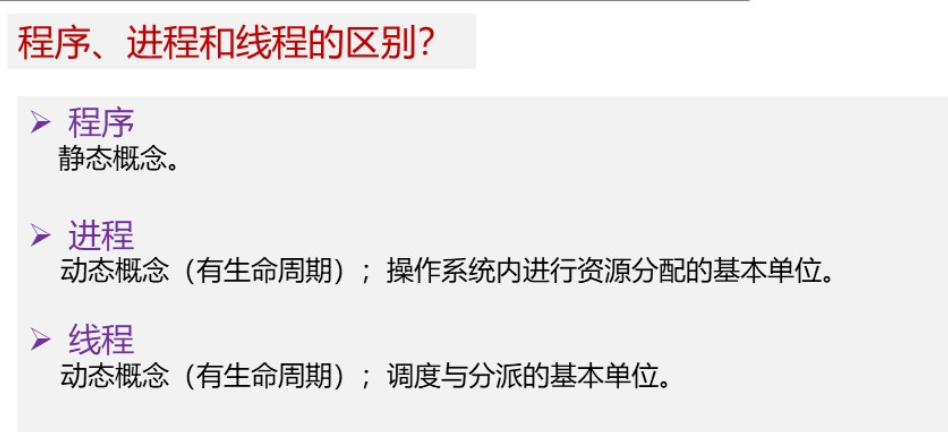 程序、进程和线程的区别?
➢ 程序
静态概念。
➢ 进程
动态概念（有生命周期）；操作系统内进行资源分配的基本单位。
➢ 线程
动态概念（有生命周期）；调度与分派的基本单位。